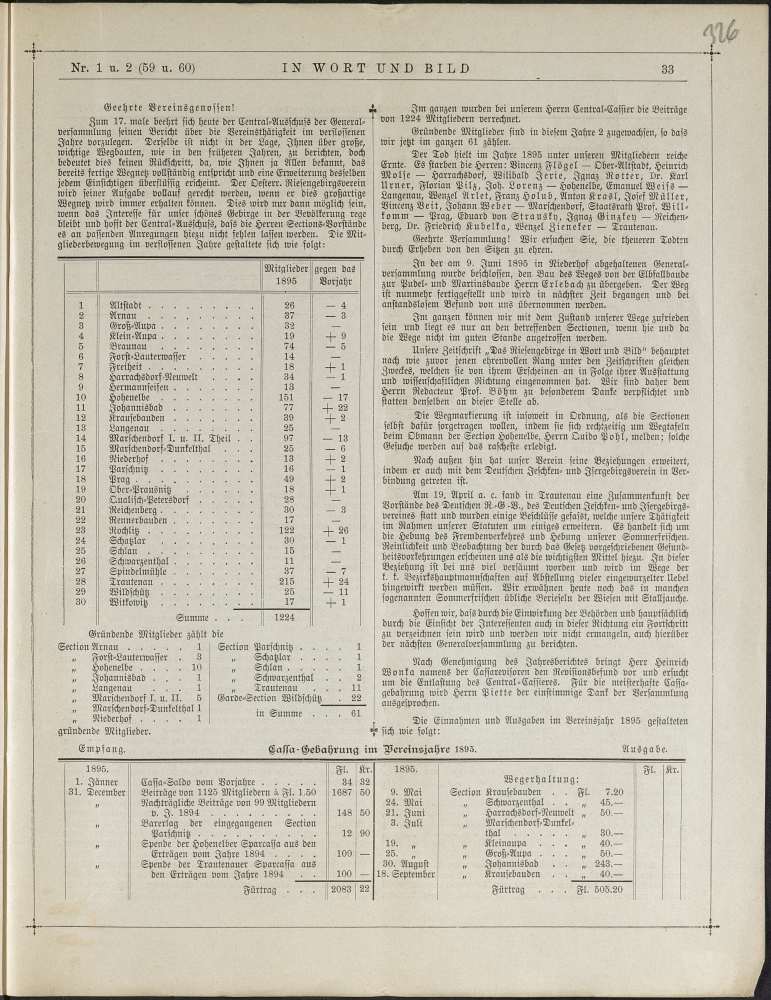 326
Nr. 1 u. 2 (59 u. 60) IN WORT UND BILD 33
Geehrte Vereinsgenossen!
Zum 17. male beehrt sich heute der Central-Ausschuss der General-
versammlung seinen Bericht über die Vereinsthätigkeit im verflossenen
Jahre vorzulegen. Derselbe ist nicht in der Lage, Ihnen über große,
wichtige Wegbauten, wie in den früheren Jahren, zu berichten, doch
bedeutet dies keinen Rückschritt, da, wie Ihnen ja Allen bekannt, das
bereits fertige Wegnetz vollständig entspricht und eine Erweiterung desselben
jedem Einsichtigen überflüssig erscheint. Der Oesterr. Riesengebirgsverein
wird seiner Aufgabe vollauf gerecht werden, wenn er dies großartige
Wegnetz wird immer erhalten können. Dies wird nur dann möglich sein,
wenn das Interesse für unser schönes Gebirge in der Bevölkerung rege
bleibt und hofft der Central-Ausschuss, dass die Herren Sections-Vorstände
es an passenden Anregungen hiezu nicht fehlen lassen werden. Die Mit-
gliederbewegung im verflossenen Jahre gestaltete sich wie folgt:
Mitglieder 1895 gegen das Vorjahr
1 Altstadt . . . 26 — 4
2 Arnau . . . 37 — 3
3 Groß-Aupa . . . 32 —
4 Klein-Aupa . . . 19 + 9
5 Braunau . . . 74 — 5
6 Forst-Lauterwasser . . . 14 —
7 Freiheit . . . 18 + 1
8 Harrachsdorf-Neuwelt . . . 34 — 1
9 Hermannseifen . . . 13 —
10 Hohenelbe . . . 151 — 17
11 Johannisbad . . . 77 + 22
12 Krausebauden . . . 39 + 2
13 Langenau . . . 25 —
14 Marschendorf I. u. II. Theil . . 97 — 13
15 Marschendorf-Dunkelthal . . . 25 — 6
16 Niederhof . . . 13 + 2
17 Parschnitz . . . 16 — 1
18 Prag . . . 49 + 2
19 Ober-Prausnitz . . . 18 + 1
20 Qualisch-Petersdorf . . . 28 —
21 Reichenberg . . . 30 — 3
22 Rennerbauden . . . 17 —
23 Rochlitz . . . 122 + 26
24 Schatzlar . . . 30 — 1
25 Schlan . . . 15 —
26 Schwarzenthal . . . 11 —
27 Spindelmühle . . . 37 — 7
28 Trautenau . . . 215 + 24
29 Wildschütz . . . 25 — 11
30 Witkowitz . . . 17 + 1
Summe . . . 1224
Gründende Mitglieder zählt die
Section Arnau . . . . . 1 Section Parschnitz . . . . 1
„ Forst-Lauterwasser . 3 „ Schatzlar . . . . 1
„ Hohenelbe . . . . 10 „ Schlan . . . . . 1
„ Johannisbad . . . 1 „ Schwarzenthal . . 2
„ Langenau . . . . 1 „ Trautenau . . . 11
„ Marschendorf I. u. II. 5 Garde-Section Wildschütz . 22
„ Marschendorf-Dunkelthal 1
„ Niederhof . . . . 1 in Summe . . . 61
gründende Mitglieder.
Im ganzen wurden bei unserem Herrn Central-Cassier die Beiträge
von 1224 Mitgliedern verrechnet.
Gründende Mitglieder sind in diesem Jahre 2 zugewachsen, so dass
wir jetzt im ganzen 61 zählen.
Der Tod hielt im Jahre 1895 unter unseren Mitgliedern reiche
Ernte. Es starben die Herren: Vincenz Flögel — Ober-Altstadt, Heinrich
Molse — Harrachsdorf, Wilibald Jerie, Ignaz Rotter, Dr. Karl
Urner, Florian Pilz, Joh. Lorenz — Hohenelbe, Emanuel Weiss —
Langenau, Wenzel Arlet, Franz Holub, Anton Krasl, Josef Müller,
Vincenz Veit, Johann Weber — Marschendorf, Staatsrath Prof. Will-
komm — Prag, Eduard von Stransky, Ignaz Ginzkey — Reichen-
berg, Dr. Friedrich Kubelka, Wenzel Zieneker — Trautenau.
Geehrte Versammlung! Wir ersuchen Sie, die theueren Todten
durch Erheben von den Sitzen zu ehren.
In der am 9. Juni 1895 in Niederhof abgehaltenen General-
versammlung wurde beschlossen, den Bau des Weges von der Elbfallbaude
zur Pudel- und Martinsbaude Herrn Erlebach zu übergeben. Der Weg
ist nunmehr fertiggestellt und wird in nächster Zeit begangen und bei
anstandslosem Befund von uns übernommen werden.
Im ganzen können wir mit dem Zustand unserer Wege zufrieden
sein und liegt es nur an den betreffenden Sectionen, wenn hie und da
die Wege nicht im guten Stande angetroffen werden.
Unsere Zeitschrift „Das Riesengebirge in Wort und Bild“ behauptet
nach wie zuvor jenen ehrenvollen Rang unter den Zeitschriften gleichen
Zweckes, welchen sie von ihrem Erscheinen an in Folge ihrer Ausstattung
und wissenschaftlichen Richtung eingenommen hat. Wir sind daher dem
Herrn Redacteur Prof. Böhm zu besonderem Danke verpflichtet und
statten denselben an dieser Stelle ab.
Die Wegmarkierung ist insoweit in Ordnung, als die Sectionen
selbst dafür sorgetragen wollen, indem sie sich rechtzeitig um Wegtafeln
beim Obmann der Section Hohenelbe, Herrn Guido Pohl, melden; solche
Gesuche werden auf das rascheste erledigt.
Nach außen hin hat unser Verein seine Beziehungen erweitert,
indem er auch mit dem Deutschen Jeschken- und Isergebirgsverein in Ver-
bindung getreten ist.
Am 19. April a. c. fand in Trautenau eine Zusammenkunft der
Vorstände des Deutschen R.-G.-V., des Deutschen Jeschken- und Isergebirgs-
vereines statt und wurden einige Beschlüsse gefasst, welche unsere Thätigkeit
im Rahmen unserer Statuten um einiges erweitern. Es handelt sich um
die Hebung des Fremdenverkehres und Hebung unserer Sommerfrischen.
Reinlichkeit und Beobachtung der durch das Gesetz vorgeschriebenen Gesund-
heitsvorkehrungen erscheinen uns als die wichtigsten Mittel hiezu. In dieser
Beziehung ist bei uns viel versäumt worden und wird im Wege der
k. k. Bezirkshauptmannschaften auf Abstellung vieler eingewurzelter Uebel
hingewirkt werden müssen. Wir erwähnen heute noch das in manchen
sogenannten Sommerfrischen übliche Berieseln der Wiesen mit Stalljauche.
Hoffen wir, dass durch die Einwirkung der Behörden und hauptsächlich
durch die Einsicht der Interessenten auch in dieser Richtung ein Fortschritt
zu verzeichnen sein wird und werden wir nicht ermangeln, auch hierüber
der nächsten Generalversammlung zu berichten.
Nach Genehmigung des Jahresberichtes bringt Herr Heinrich
Wonka namens der Cassarevisoren den Revisionsbefund vor und ersucht
um die Entlastung des Central-Cassieres. Für die meisterhafte Cassa-
gebahrung wird Herrn Piette der einstimmige Dank der Versammlung
ausgesprochen.
Die Einnahmen und Ausgaben im Vereinsjahr 1895 gestalteten
sich wie folgt:
Empfang. Cassa-Gebahrung im Vereinsjahre 1895. Ausgabe.
1895. Fl. Kr.
1. Jänner Cassa-Saldo vom Vorjahre . . . . . 34 32
31. December Beiträge von 1125 Mitgliedern à Fl. 1.50 1687 50
„ Nachträgliche Beiträge von 99 Mitgliedern
v. J. 1894 . . . 148 50
„ Barerlag der eingegangenen Section
Parschnitz . . . 12 90
„ Spende der Hohenelber Sparcassa aus den
Erträgen vom Jahre 1894 . . . . 100 —
„ Spende der Trautenauer Sparcassa aus
den Erträgen vom Jahre 1894 . . 100 —
Fürtrag . . . 2083 22
1895. Fl. Kr.
Wegerhaltung:
9. Mai Section Krausebauden . . Fl. 7.20
24. Mai „ Schwarzenthal . . „ 45.—
21. Juni „ Harrachsdorf-Neuwelt „ 50.—
3. Juli „ Marschendorf-Dunkel-
thal . . . . . „ 30.—
19. „ „ Kleinaupa . . . „ 40.—
25. „ „ Groß-Aupa . . . „ 50.—
30. August „ Johannisbad . . „ 243.—
18. September „ Krausebauden . . „ 40.—
Fürtrag . . . Fl. 505.20